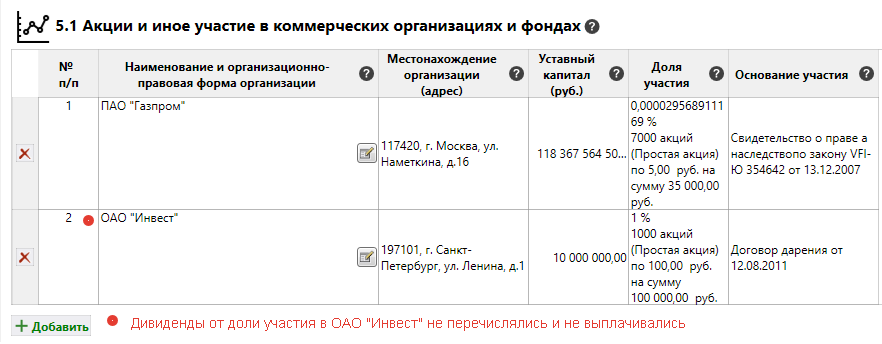 5.1 Акции и иное участие в коммерческих организациях и фондах
№ п/п
Наименование и организационно-
правовая форма организации
Местонахождение
организации
(адрес)
Уставный
капитал
(руб.)
Доля
участия
Основание участия
1
ПАО "Газпром"
117420, г. Москва, ул.
Наметкина, д.16
118 367 564 50...
0,0000295689111
69 %
7000 акций
(Простая акция)
по 5,00 руб. на
сумму 35 000,00
руб.
Свидетельство о праве а
наследствопо закону VFI-
Ю 354642 от 13.12.2007
2
ОАО "Инвест"
197101, г. Санкт-
Петербург, ул. Ленина, д.1
10 000 000,00
1 %
1000 акций
(Простая акция)
по 100,00 руб.
на сумму
100 000,00 руб.
Договор дарения от
12.08.2011
Добавить
Дивиденды от доли участия в ОАО "Инвест" не перечислялись и не выплачивались